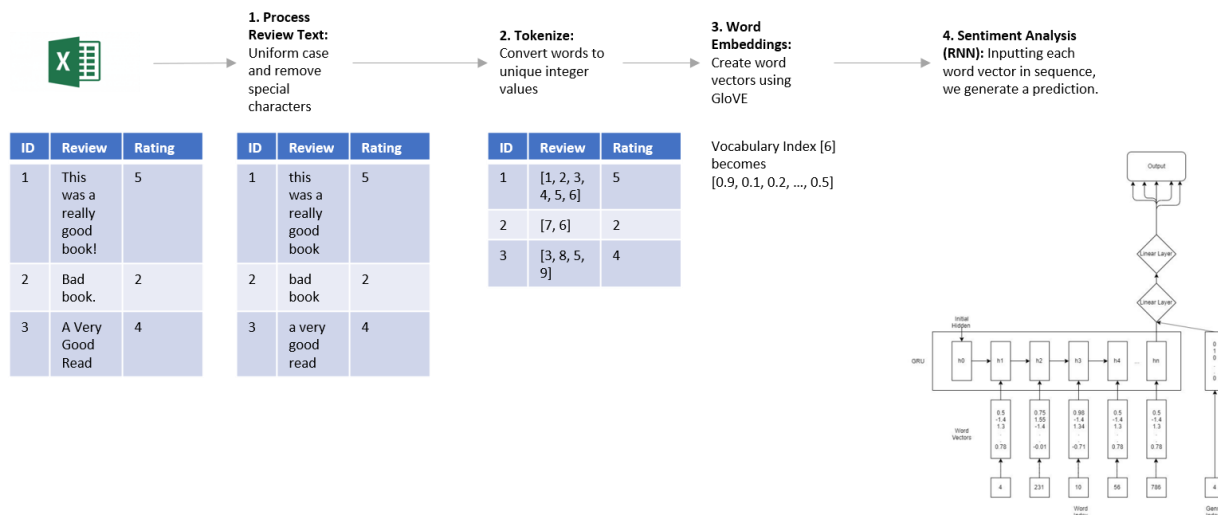 X
1. Process
Review Text:
Uniform case
and remove
special
characters
2. Tokenize:
Convert words to
unique integer
values
3. Word
Embeddings:
Create word
vectors using
GloVE
4. Sentiment Analysis
(RNN): Inputting each
word vector in sequence,
we generate a prediction.
ID Review Rating
1 This 5
was a
really
good
book!
2 Bad 2
book.
3 A Very 4
Good
Read
ID Review Rating
1 this 5
was a
really
good
book
2 bad 2
book
3 a very 4
good
read
ID Review Rating
1 [1, 2, 3, 5
4, 5, 6]
2 [7, 6] 2
3 [3, 8, 5, 4
9]
Vocabulary Index [6]
becomes
[0.9, 0.1, 0.2, …, 0.5]
Output
Linear Layer
Linear Layer
Initial
Hidden
GRU
h0 h1 h2 h3 h4 ... hn
0
1
0
.
0
Word
Vectors
0.5 0.75 0.98 0.5 0.5
-1.4 1.55 -1.4 -1.4 -1.4
1.3 -1.4 1.34 1.3 1.3
0.78 -0.01 -0.71 0.78 0.78
4 231 10 56 786 4
Word
Index